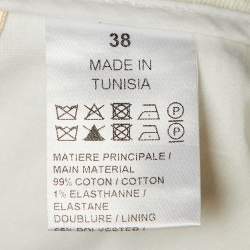 38
MADE IN
TUNISIA
MATIERE PRINCIPALE /
MAIN MATERIAL
99% COTON / COTTON
1% ELASTHANNE /
ELASTANE
DOUBLURE / LINING